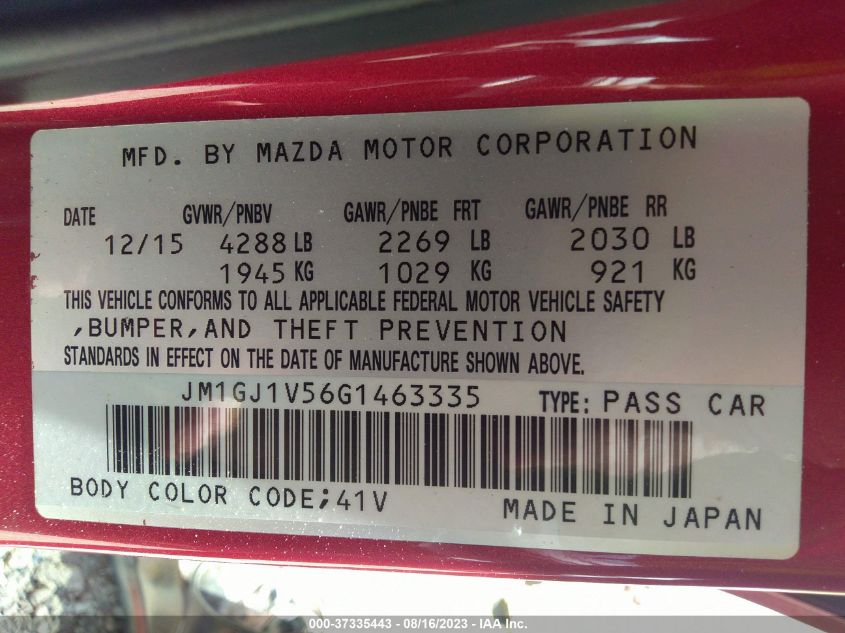 MFD. BY MAZDA MOTOR CORPORATION
DATE GVWR/PNBV GAWR/PNBE FRT GAWR/PNBE RR
12/15 4288 LB 2269 LB 2030 LB
1945 KG 1029 KG 921 KG
THIS VEHICLE CONFORMS TO ALL APPLICABLE FEDERAL MOTOR VEHICLE SAFETY
,BUMPER,AND THEFT PREVENTION
STANDARDS IN EFFECT ON THE DATE OF MANUFACTURE SHOWN ABOVE.
JM1GJ1V56G1463335 TYPE: PASS CAR
BODY COLOR CODE;41V MADE IN JAPAN
000-37335443 - 08/16/2023 - IAA Inc.